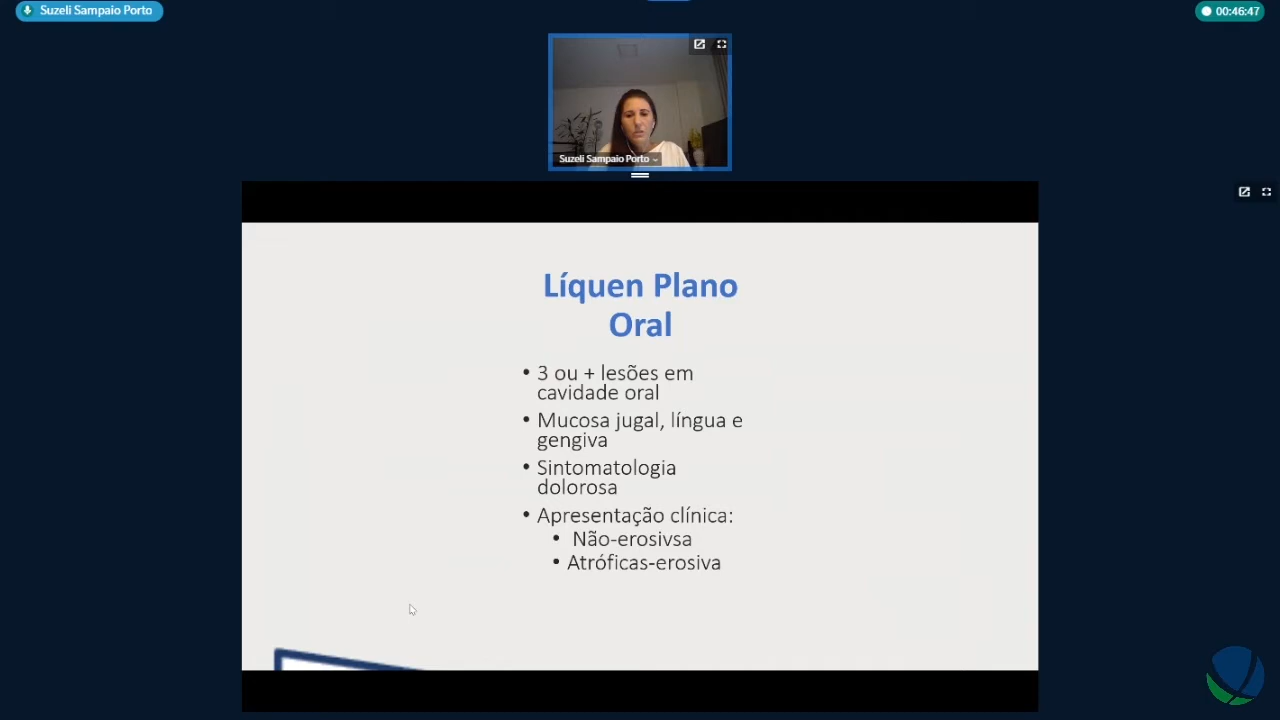 Suzeli Sampaio Porto
00:46:47
Suzeli Sampaio Porto
Líquen Plano
Oral
• 3 ou + lesões em
cavidade oral
• Mucosa jugal, língua e
gengiva
• Sintomatologia
dolorosa
• Apresentação clínica:
• Não-erosivsa
• Atróficas-erosiva